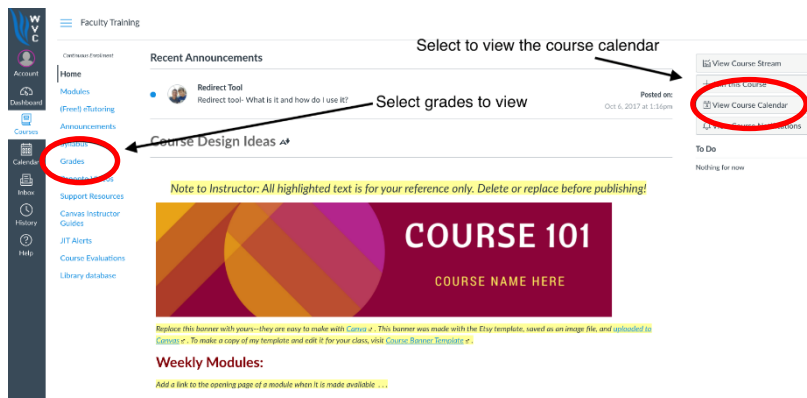 WVC
Faculty Training
Account
Dashboard
Courses
Calendar
Inbox
History
Help
Continuous Enrolment
Home
Modules
(Free!) eTutoring
Announcements
Syllabus
Grades
Support Resources
Canvas Instructor
Guides
JIT Alerts
Course Evaluations
Library database
Recent Announcements
Redirect Tool
Redirect tool- What is it and how do I use it?
Posted on:
Oct 6, 2017 at 1:16pm
Select to view the course calendar
Select grades to view
Course Design Ideas
Note to Instructor: All highlighted text is for your reference only. Delete or replace before publishing!
COURSE 101
COURSE NAME HERE
Replace this banner with yours--they are easy to make with Canva. This banner was made with the Etsy template, saved as an image file, and uploaded to
Canvas. To make a copy of my template and edit it for your class, visit Course Banner Template.
Weekly Modules:
Add a link to the opening page of a module when it is made available . . .
View Course Stream
this Course
View Course Calendar
View Course Notifications
To Do
Nothing for now